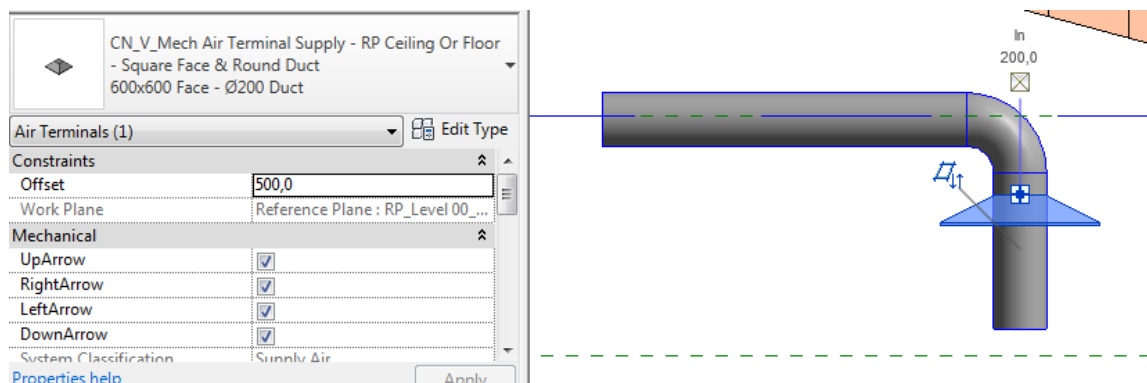 CN_V_Mech Air Terminal Supply - RP Ceiling Or Floor
- Square Face & Round Duct
600x600 Face - Ø200 Duct
Air Terminals (1)
Edit Type
Constraints
Offset 500,0
Work Plane Reference Plane : RP_Level 00_...
Mechanical
UpArrow
RightArrow
LeftArrow
DownArrow
System Classification Supply Air
Properties help
Apply
In
200,0